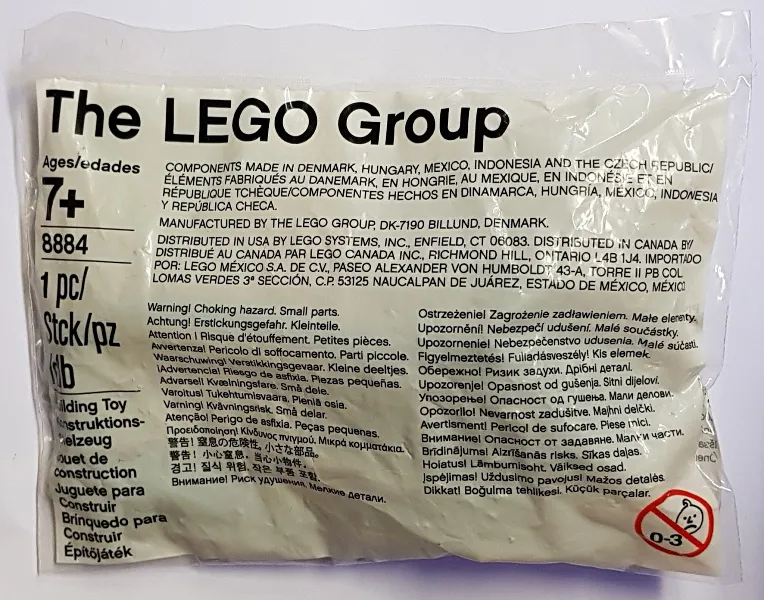 The LEGO Group
Ages/edades
7+
8884
1 pc/
Stck/pz
Building Toy
Konstruktions-
spielzeug
Jouet de
construction
Juguete para
Construir
Brinquedo para
Construir
Építőjáték
COMPONENTS MADE IN DENMARK, HUNGARY, MEXICO, INDONESIA AND THE CZECH REPUBLIC/
ÉLÉMENTS FABRIQUÉS AU DANEMARK, EN HONGRIE, AU MEXIQUE, EN INDONÉSIE ET EN
RÉPUBLIQUE TCHÈQUE/COMPONENTES HECHOS EN DINAMARCA, HUNGRÍA, MÉXICO, INDONESIA
Y REPÚBLICA CHECA.
MANUFACTURED BY THE LEGO GROUP, DK-7190 BILLUND, DENMARK.
DISTRIBUTED IN USA BY LEGO SYSTEMS, INC., ENFIELD, CT 06083. DISTRIBUTED IN CANADA BY/
DISTRIBUÉ AU CANADA PAR LEGO CANADA INC., RICHMOND HILL, ONTARIO L4B 1J4. IMPORTADO
POR: LEGO MÉXICO S.A. DE C.V., PASEO ALEXANDER VON HUMBOLDT 43-A, TORRE II PB COL
LOMAS VERDES 3ª SECCIÓN, C.P. 53125 NAUCALPAN DE JUÁREZ, ESTADO DE MÉXICO, MÉXICO
Warning! Choking hazard. Small parts.
Achtung! Erstickungsgefahr. Kleinteile.
Attention ! Risque d'étouffement. Petites pièces.
Avvertenza! Pericolo di soffocamento. Parti piccole.
Waarschuwing! Verstikkingsgevaar. Kleine deeltjes.
¡Advertencia! Riesgo de asfixia. Piezas pequeñas.
Advarsel! Kvælningsfare. Små dele.
Varoitus! Tukehtumisvaara. Pieniä osia.
Varning! Kvävningsrisk. Små delar.
Atenção! Perigo de asfixia. Peças pequenas.
Προειδοποίηση! Κίνδυνος πνιγμού. Μικρά κομματάκια.
警告! 窒息の危険性。小さな部品。
警告! 小心窒息,当心小物件。
경고! 질식 위험. 작은 부품 포함.
Внимание! Риск удушения. Мелкие детали.
Ostrzeżenie! Zagrożenie zadławieniem. Małe elementy.
Upozornění! Nebezpečí udušení. Malé součástky.
Upozornenie! Nebezpečenstvo udusenia. Malé súčasti.
Figyelmeztetés! Fulladásveszély! Kis elemek.
Обережно! Ризик задухи. Дрібні деталі.
Upozorenje! Opasnost od gušenja. Sitni dijelovi.
Упозорење! Опасност од гушења. Мали делови.
Opozorilo! Nevarnost zadušitve. Majhni delčki.
Avertisment! Pericol de sufocare. Piese mici.
Внимание! Опасност от задавяне. Малки части.
Brīdinājums! Aizrīšanās risks. Sīkas daļas.
Hoiatus! Lämbumisoht. Väiksed osad.
Įspėjimas! Uždusimo pavojus! Mažos detalės.
Dikkat! Boğulma tehlikesi. Küçük parçalar.
0-3